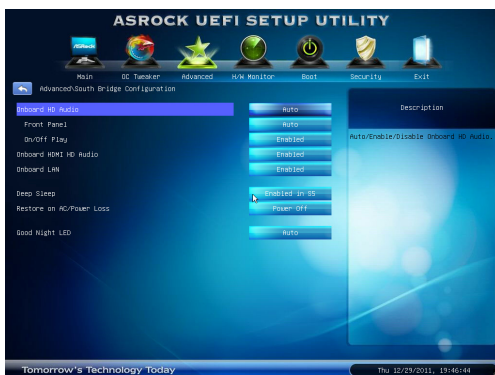 ASROCK UEFI SETUP UTILITY
ASRock
Main OC Tweaker Advanced H/W Monitor Boot Security Exit
Advanced\South Bridge Configuration
Onboard HD Audio Auto
Front Panel Auto
On/Off Play Enabled
Onboard HDMI HD Audio Enabled
Onboard LAN Enabled
Deep Sleep Enabled in S5
Restore on AC/Power Loss Power Off
Good Night LED Auto
Description
Auto/Enable/Disable Onboard HD Audio.
Tomorrow's Technology Today
Thu 12/29/2011, 19:46:44